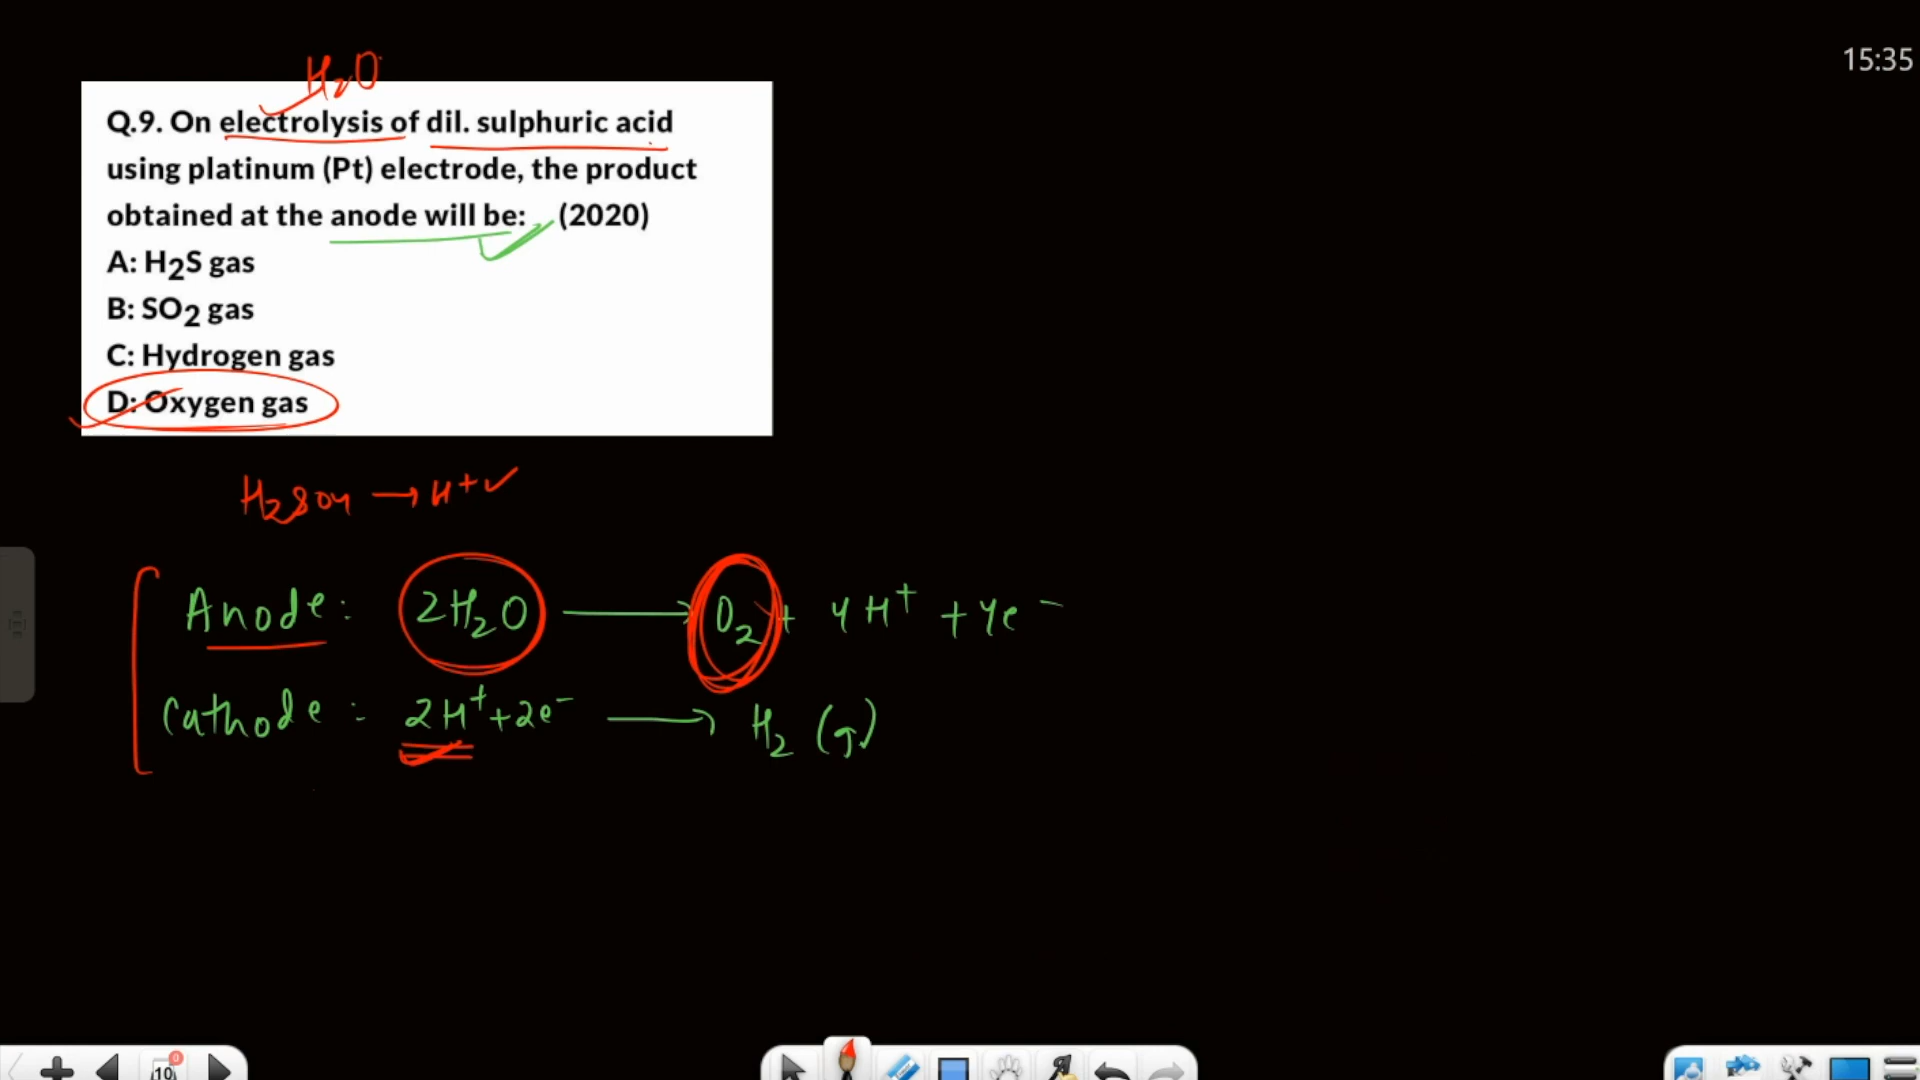 15:35
H₂O
Q.9. On electrolysis of dil. sulphuric acid
using platinum (Pt) electrode, the product
obtained at the anode will be: (2020)
A: H₂S gas
B: SO₂ gas
C: Hydrogen gas
D: Oxygen gas
H₂SO₄ → H⁺ ✓
Anode: 2H₂O → O₂ + 4H⁺ + 4e⁻
Cathode: 2H⁺ + 2e⁻ → H₂ (g)
10
0